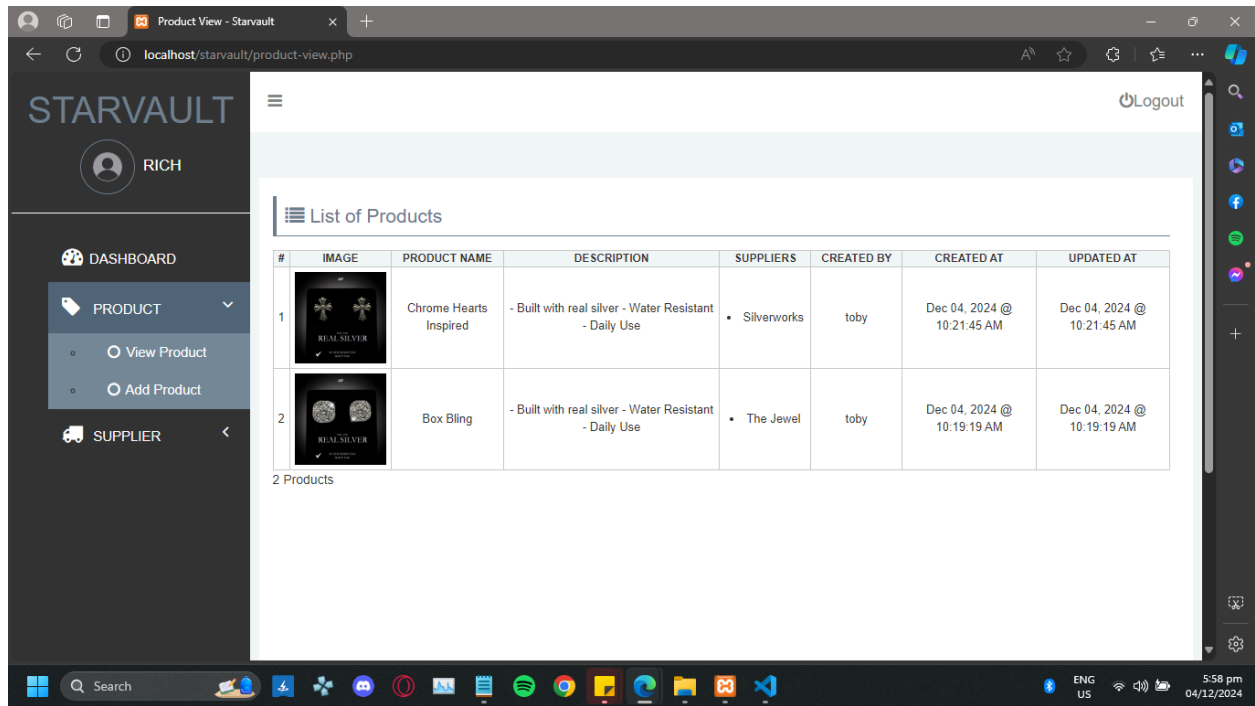 Product View - Starvault
localhost/starvault/product-view.php
STARVAULT
RICH
Logout
DASHBOARD
PRODUCT
View Product
Add Product
SUPPLIER
List of Products
# IMAGE PRODUCT NAME DESCRIPTION SUPPLIERS CREATED BY CREATED AT UPDATED AT
REAL SILVER
1 Chrome Hearts Inspired - Built with real silver - Water Resistant - Daily Use • Silverworks toby Dec 04, 2024 @ 10:21:45 AM Dec 04, 2024 @ 10:21:45 AM
REAL SILVER
2 Box Bling - Built with real silver - Water Resistant - Daily Use • The Jewel toby Dec 04, 2024 @ 10:19:19 AM Dec 04, 2024 @ 10:19:19 AM
2 Products
Search
ENG
US
5:58 pm
04/12/2024